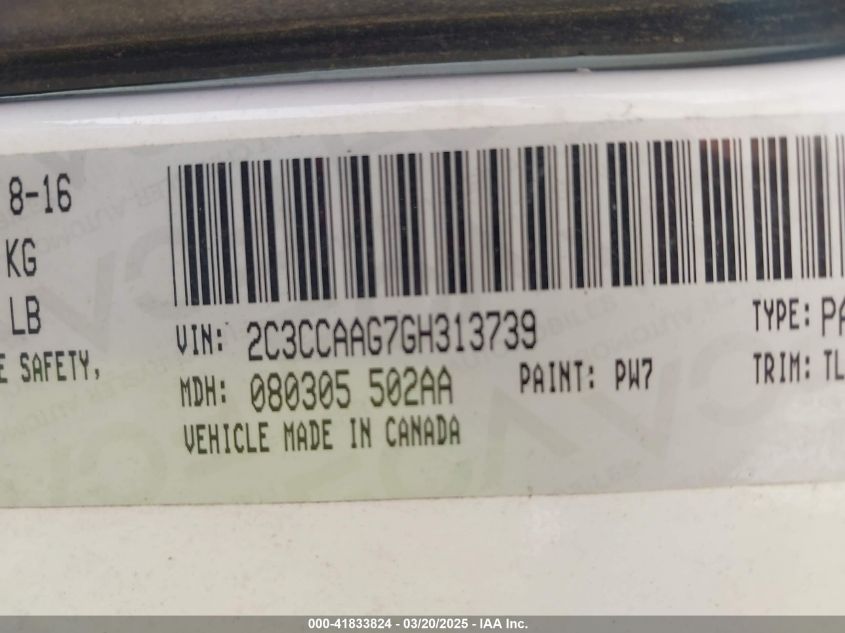 8-16
KG
LB
E SAFETY,
VIN: 2C3CCAAG7GH313739
TYPE: PA
MDH: 080305 502AA
PAINT: PW7
TRIM: TL
VEHICLE MADE IN CANADA
000-41833824 - 03/20/2025 - IAA Inc.